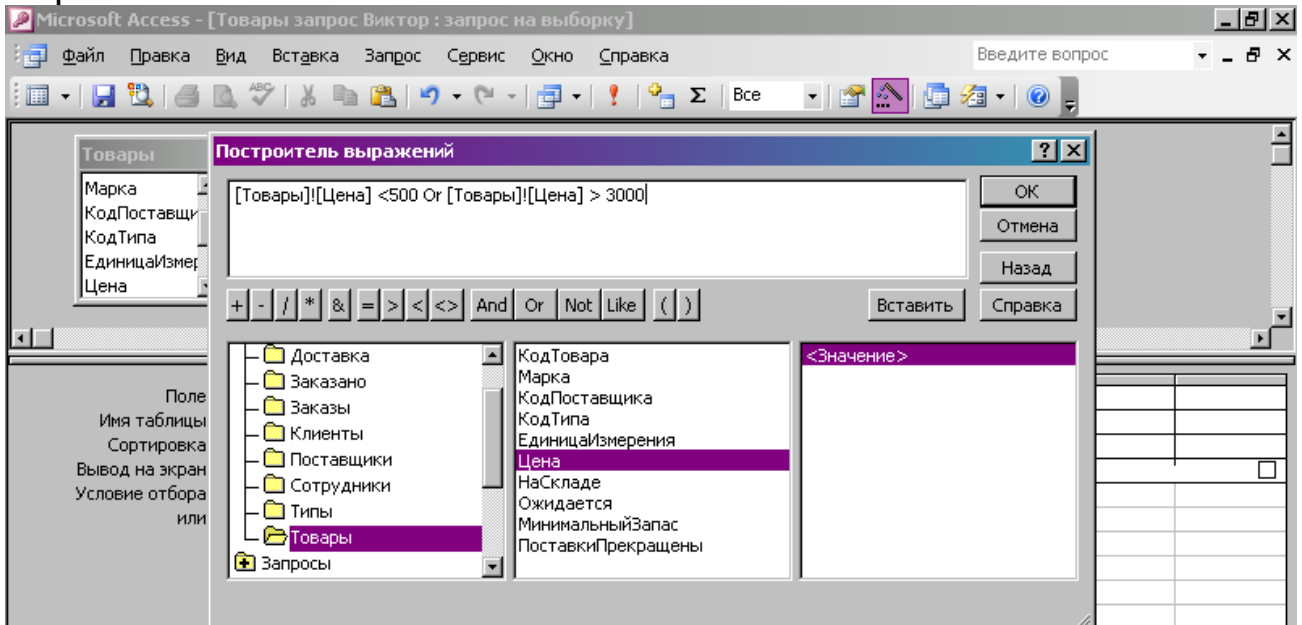 Microsoft Access - [Товары запрос Виктор : запрос на выборку]
Файл Правка Вид Вставка Запрос Сервис Окно Справка Введите вопрос
ABC Σ Все
Товары
Марка
КодПоставщи
КодТипа
ЕдиницаИзмер
Цена
Построитель выражений
[Товары]![Цена] <500 Or [Товары]![Цена] > 3000
OK
Отмена
Назад
+ - / * & = > < <> And Or Not Like ( ) Вставить Справка
Доставка
Заказано
Заказы
Клиенты
Поставщики
Сотрудники
Типы
Товары
Запросы
КодТовара
Марка
КодПоставщика
КодТипа
ЕдиницаИзмерения
Цена
НаСкладе
Ожидается
МинимальныйЗапас
ПоставкиПрекращены
<Значение>
Поле
Имя таблицы
Сортировка
Вывод на экран
Условие отбора
или